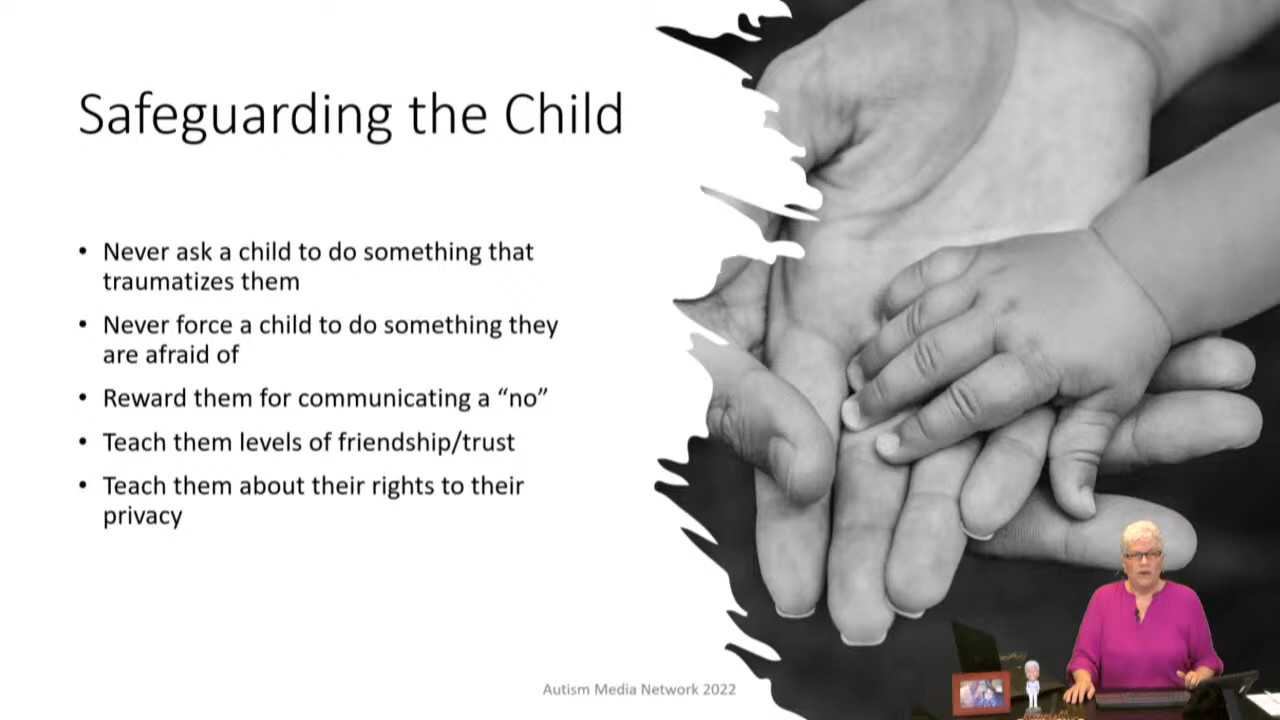 Safeguarding the Child
• Never ask a child to do something that
traumatizes them
• Never force a child to do something they
are afraid of
• Reward them for communicating a “no”
• Teach them levels of friendship/trust
• Teach them about their rights to their
privacy
Autism Media Network 2022